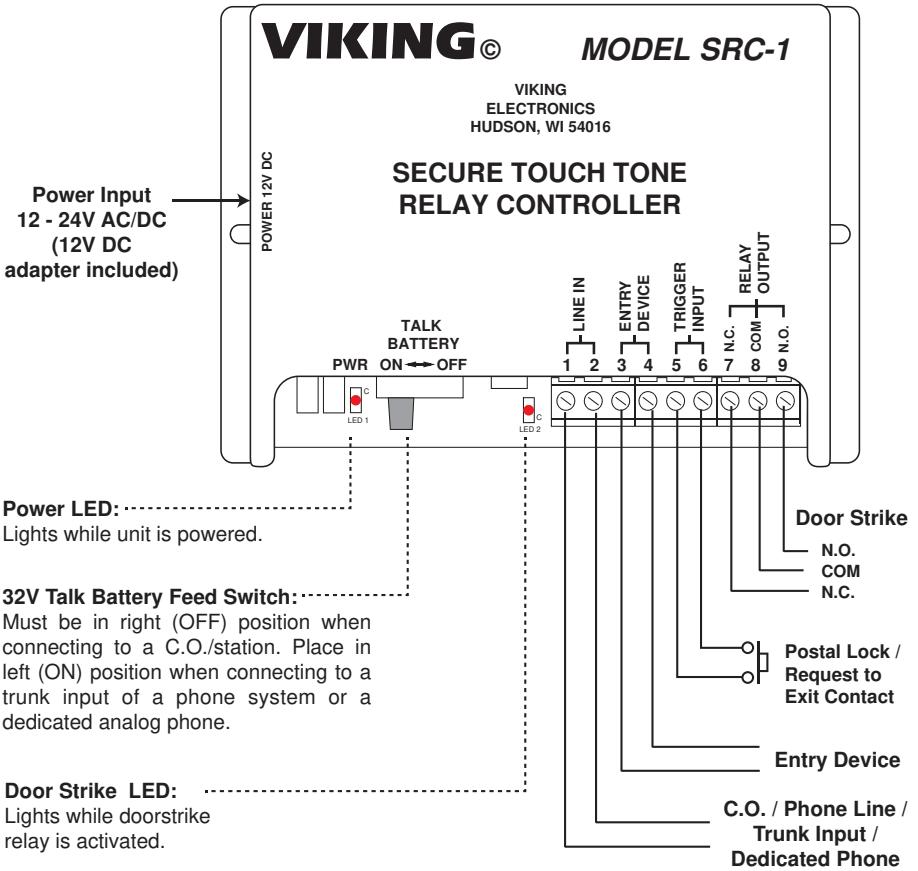 VIKING©
MODEL SRC-1
VIKING
ELECTRONICS
HUDSON, WI 54016
SECURE TOUCH TONE
RELAY CONTROLLER
POWER 12V DC
Power Input
12 - 24V AC/DC
(12V DC
adapter included)
TALK
BATTERY
PWR ON OFF
LINE IN
ENTRY
DEVICE
TRIGGER
INPUT
RELAY
OUTPUT
N.C.
COM
N.O.
1 2 3 4 5 6 7 8 9
C
LED 1
C
LED 2
Power LED:
Lights while unit is powered.
32V Talk Battery Feed Switch:
Must be in right (OFF) position when
connecting to a C.O./station. Place in
left (ON) position when connecting to a
trunk input of a phone system or a
dedicated analog phone.
Door Strike LED:
Lights while doorstrike
relay is activated.
Door Strike
N.O.
COM
N.C.
Postal Lock /
Request to
Exit Contact
Entry Device
C.O. / Phone Line /
Trunk Input /
Dedicated Phone